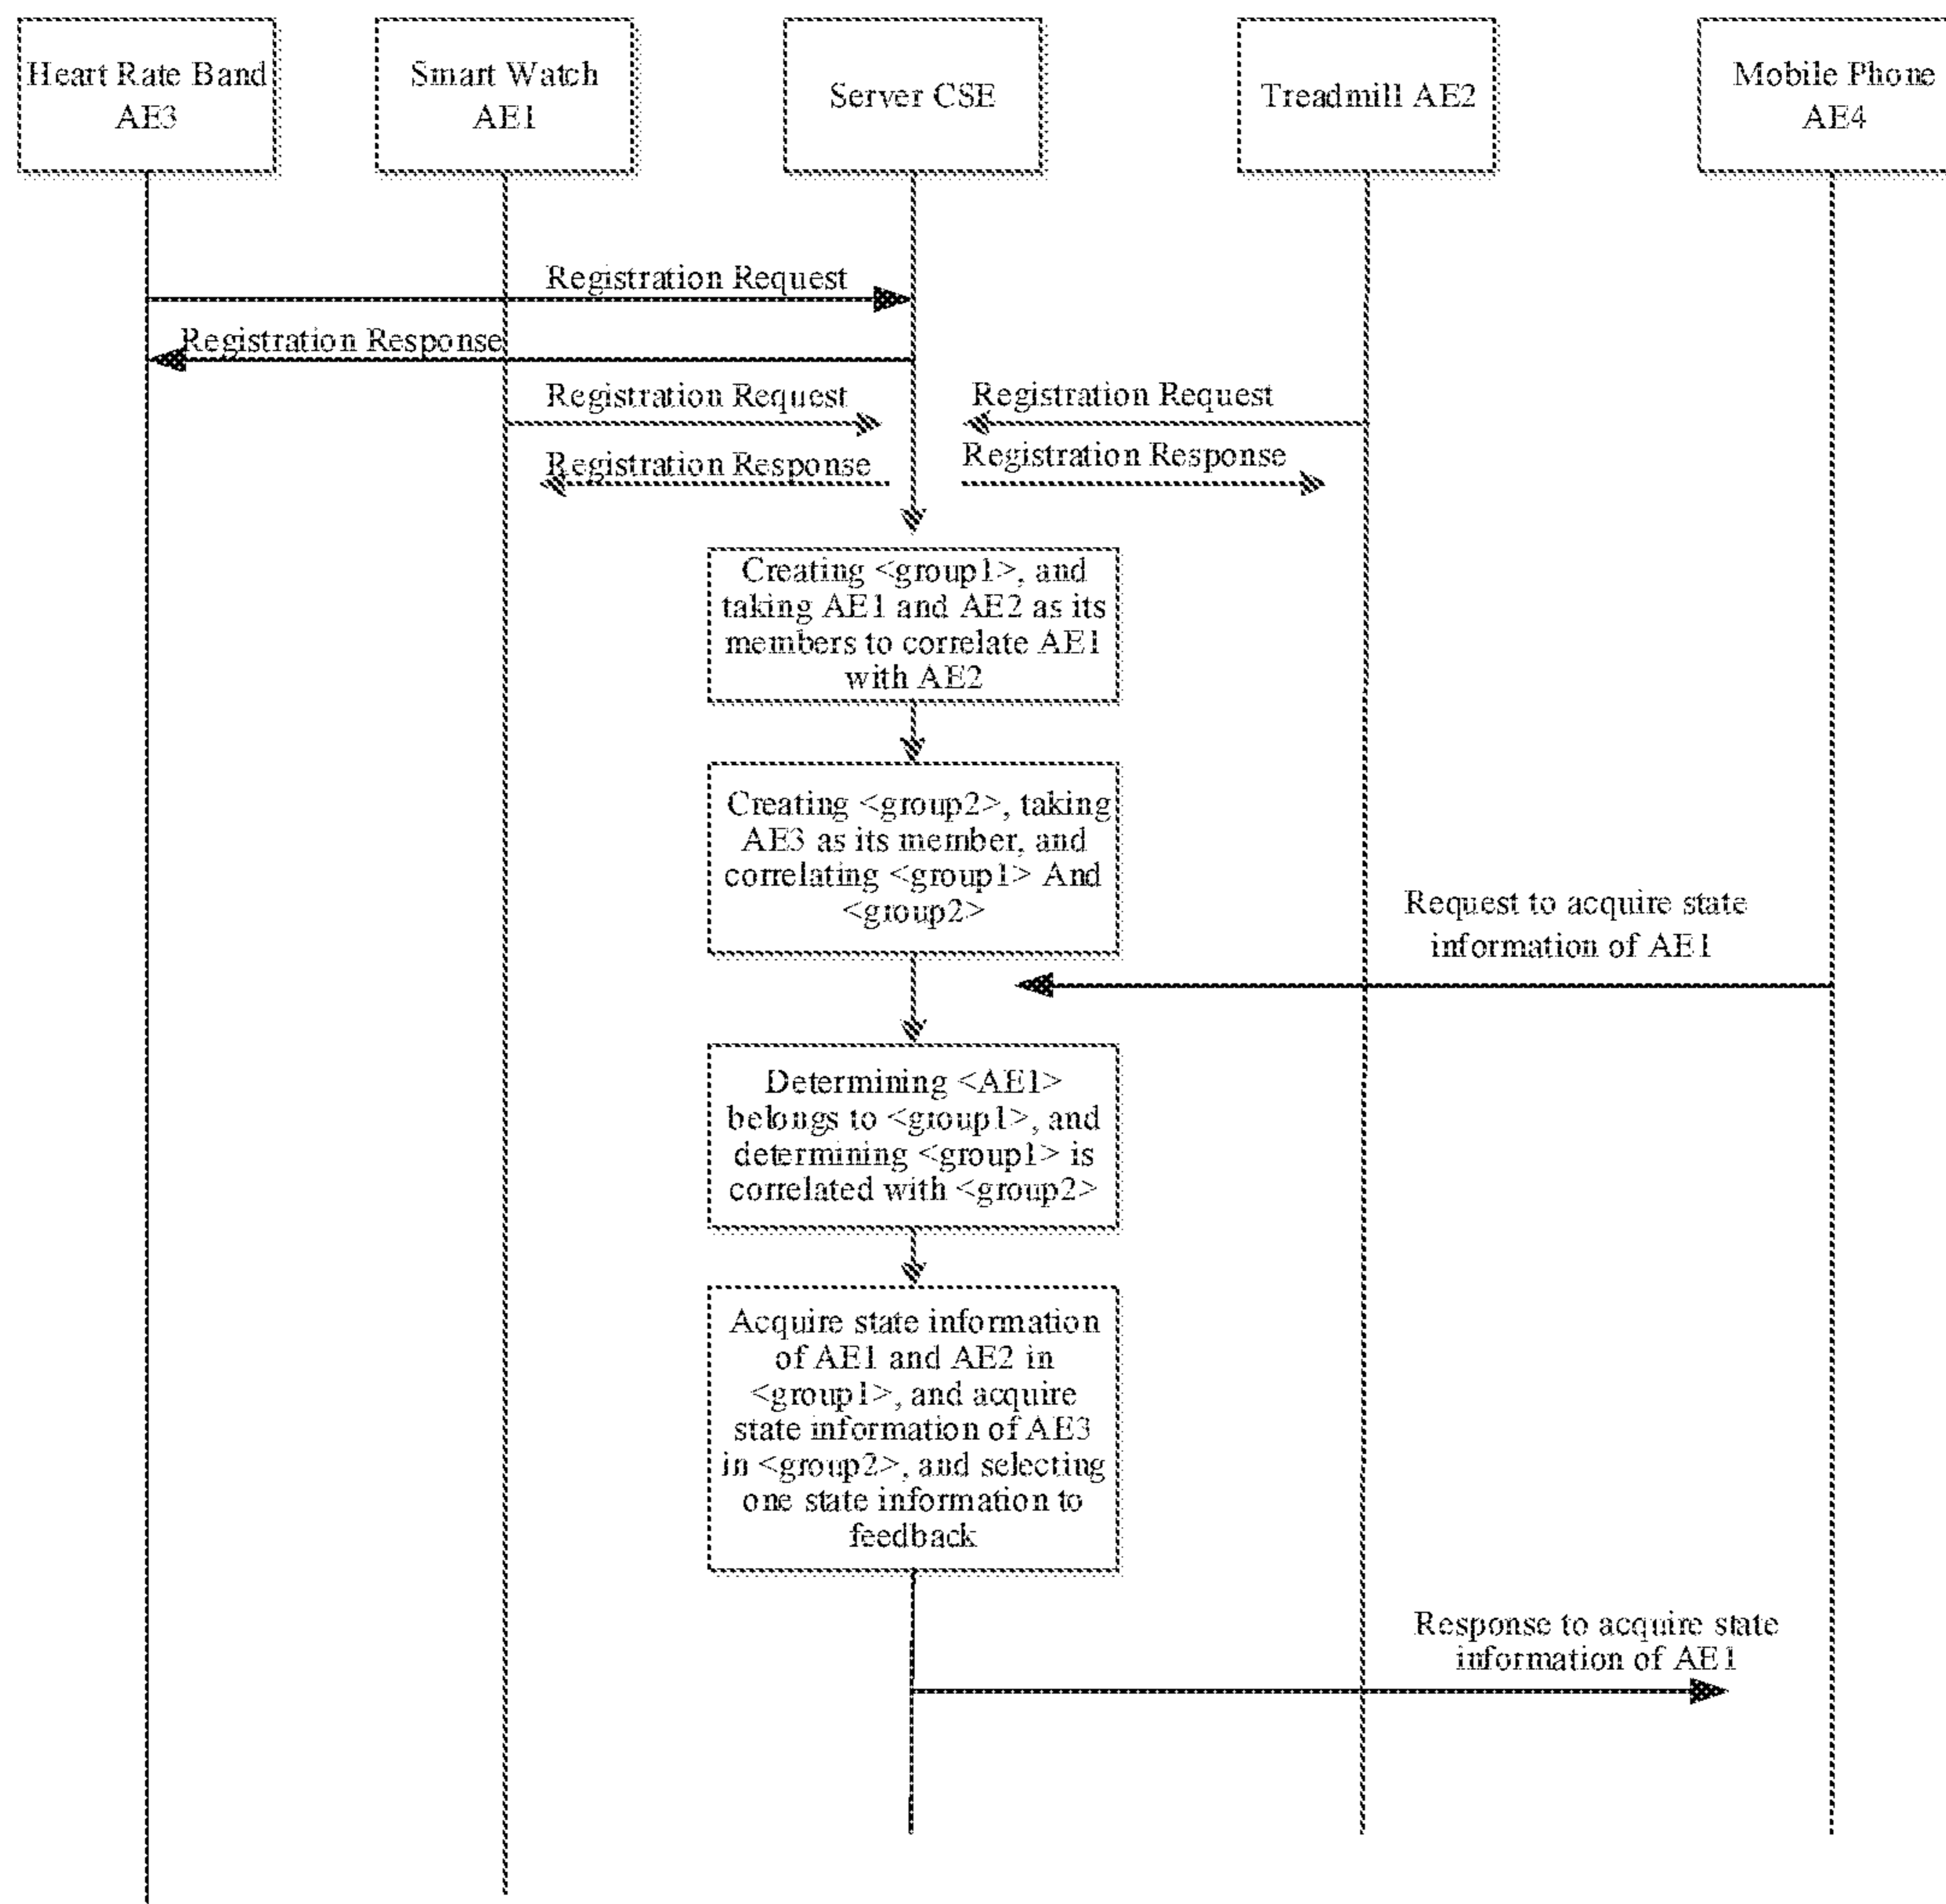 Heart Rate Band
AE3
Smart Watch
AE1
Server CSE
Treadmill AE2
Mobile Phone
AE4
Registration Request
Registration Response
Registration Request
Registration Request
Registration Response
Registration Response
Creating <group1>, and
taking AE1 and AE2 as its
members to correlate AE1
with AE2
Creating <group2>, taking
AE3 as its member, and
correlating <group1> And
<group2>
Request to acquire state
information of AE1
Determining <AE1>
belongs to <group1>, and
determining <group1> is
correlated with <group2>
Acquire state information
of AE1 and AE2 in
<group1>, and acquire
state information of AE3
in <group2>, and selecting
one state information to
feedback
Response to acquire state
information of AE1